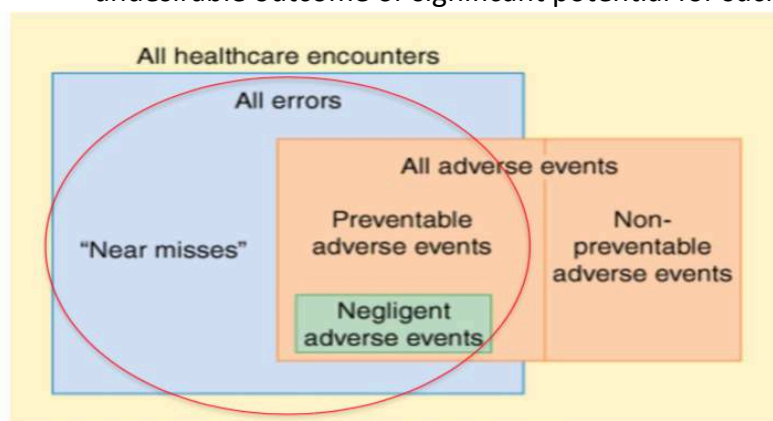 All healthcare encounters
All errors
All adverse events
Preventable
adverse events
Non-
preventable
adverse events
“Near misses”
Negligent
adverse events